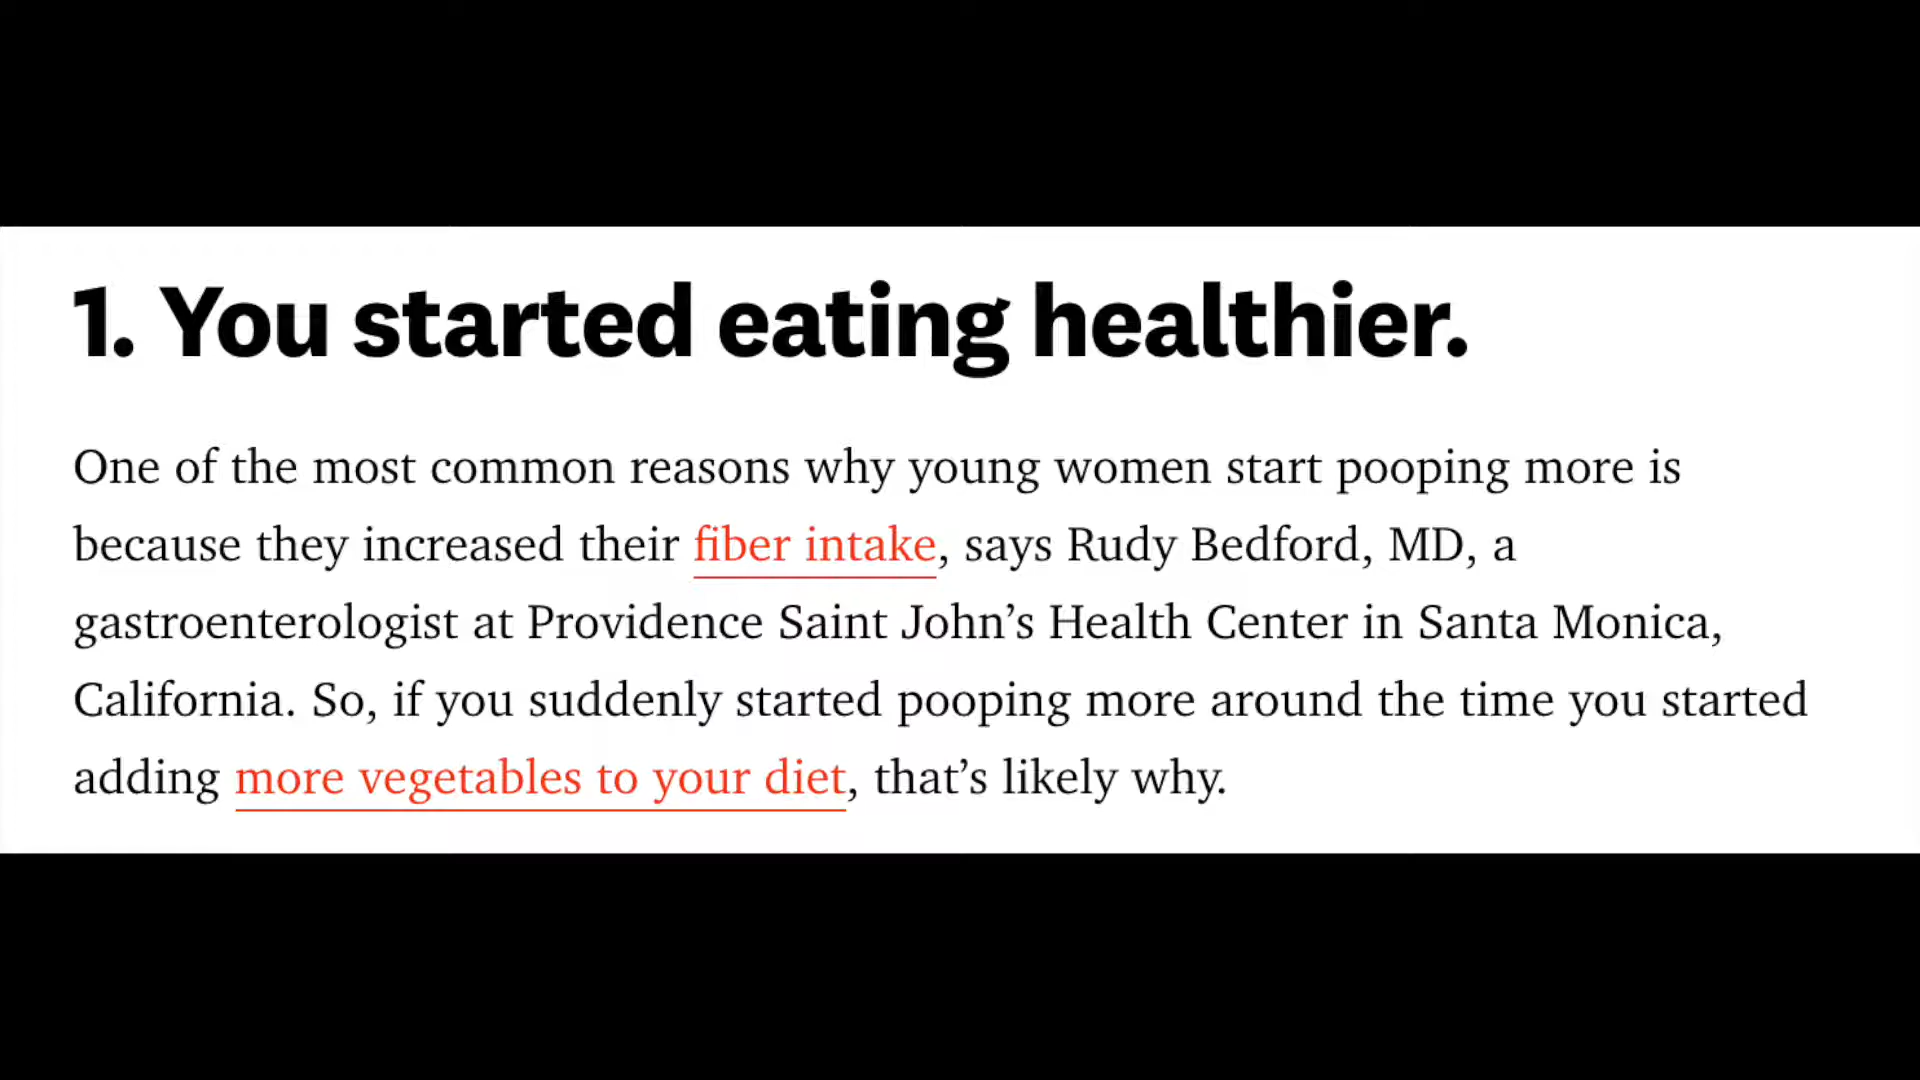 1. You started eating healthier.
One of the most common reasons why young women start pooping more is
because they increased their fiber intake, says Rudy Bedford, MD, a
gastroenterologist at Providence Saint John’s Health Center in Santa Monica,
California. So, if you suddenly started pooping more around the time you started
adding more vegetables to your diet, that’s likely why.